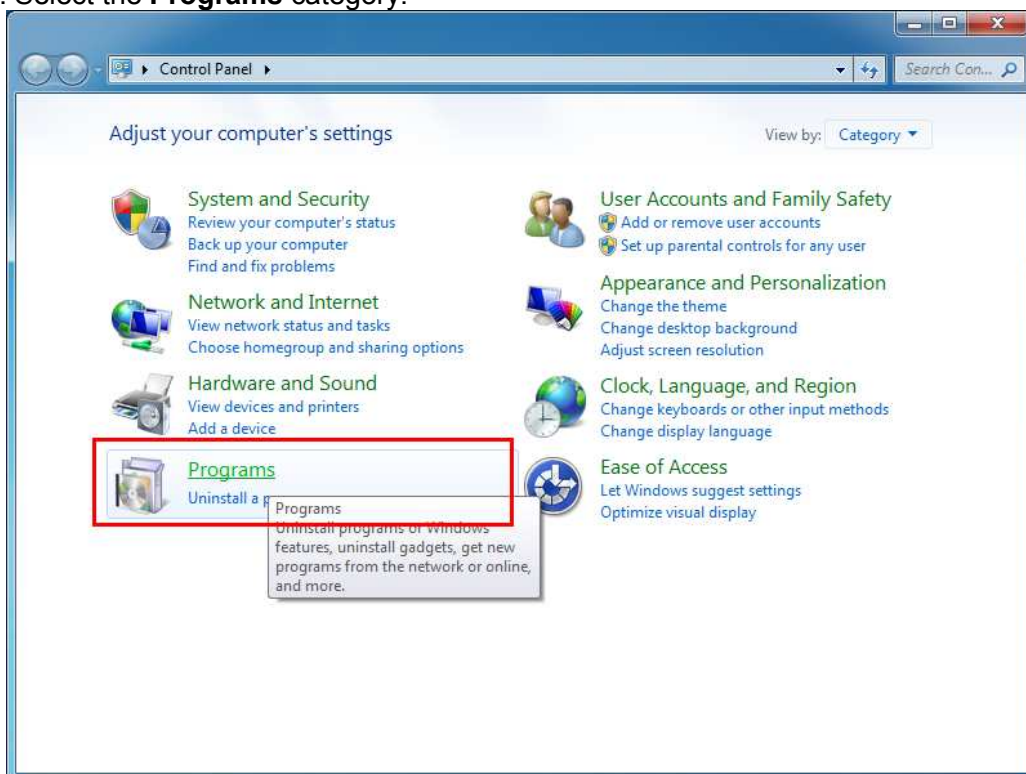 . Select the Programs category.
Control Panel
Search Con...
Adjust your computer's settings
View by: Category
System and Security
Review your computer's status
Back up your computer
Find and fix problems
Network and Internet
View network status and tasks
Choose homegroup and sharing options
Hardware and Sound
View devices and printers
Add a device
Programs
Uninstall a p
Programs
Uninstall programs or Windows
features, uninstall gadgets, get new
programs from the network or online,
and more.
User Accounts and Family Safety
Add or remove user accounts
Set up parental controls for any user
Appearance and Personalization
Change the theme
Change desktop background
Adjust screen resolution
Clock, Language, and Region
Change keyboards or other input methods
Change display language
Ease of Access
Let Windows suggest settings
Optimize visual display